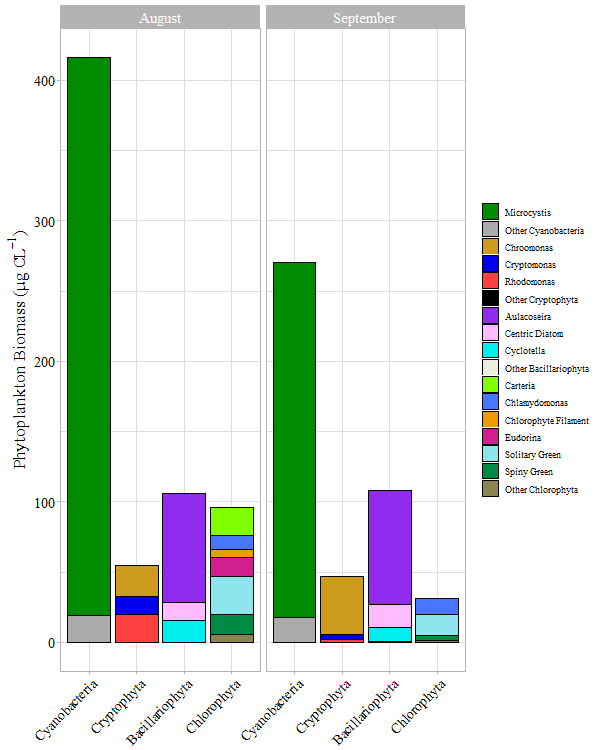 August
September
Phytoplankton Biomass (µg CL⁻¹)
400
300
200
100
0
Cyanobacteria
Cryptophyta
Bacillariophyta
Chlorophyta
Cyanobacteria
Cryptophyta
Bacillariophyta
Chlorophyta
Microcystis
Other Cyanobacteria
Chroomonas
Cryptomonas
Rhodomonas
Other Cryptophyta
Aulacoseira
Centric Diatom
Cyclotella
Other Bacillariophyta
Carteria
Chlamydomonas
Chlorophyte Filament
Eudorina
Solitary Green
Spiny Green
Other Chlorophyta